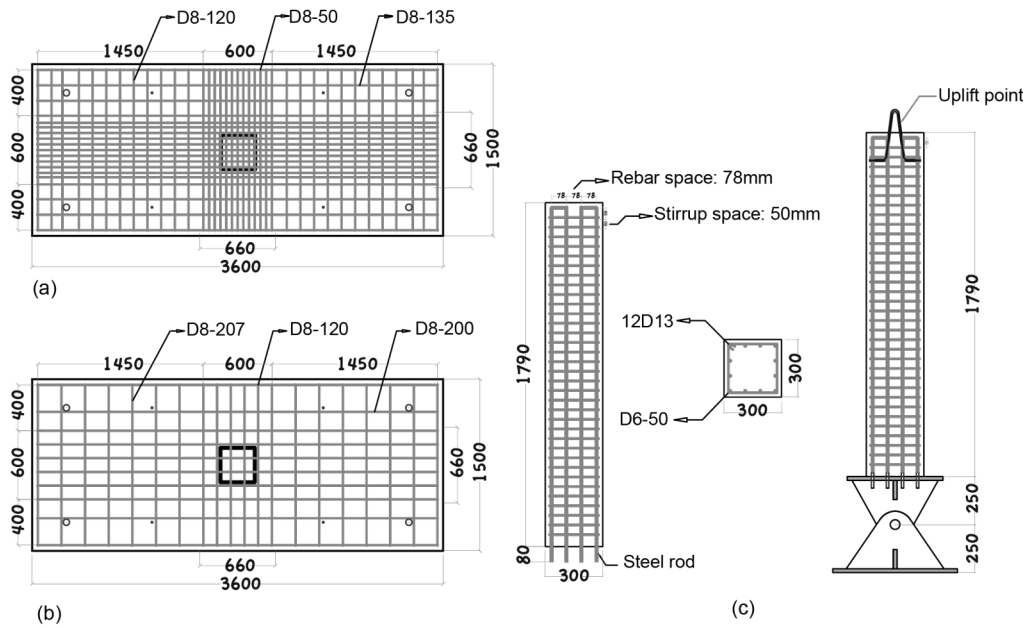 D8-120
D8-50
D8-135
1450
600
1450
400
600
400
660
1500
660
3600
(a)
D8-207
D8-120
D8-200
1450
600
1450
400
600
400
660
1500
660
3600
(b)
Rebar space: 78mm
78 78 78
Stirrup space: 50mm
1790
80
300
Steel rod
12D13
D6-50
300
300
Uplift point
1790
250
250
(c)